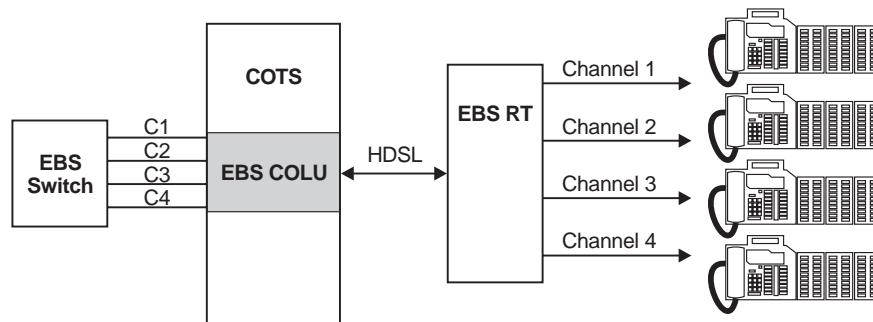 COTS
EBS
Switch
C1
C2
C3
C4
EBS COLU
HDSL
EBS RT
Channel 1
Channel 2
Channel 3
Channel 4